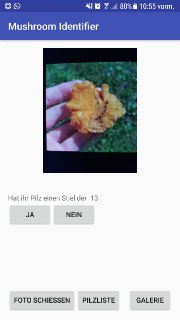 80% 10:55 vorm.
Mushroom Identifier
Hat ihr Pilz einen Stiel der 13
JA NEIN
FOTO SCHIESSEN PILZLISTE GALERIE